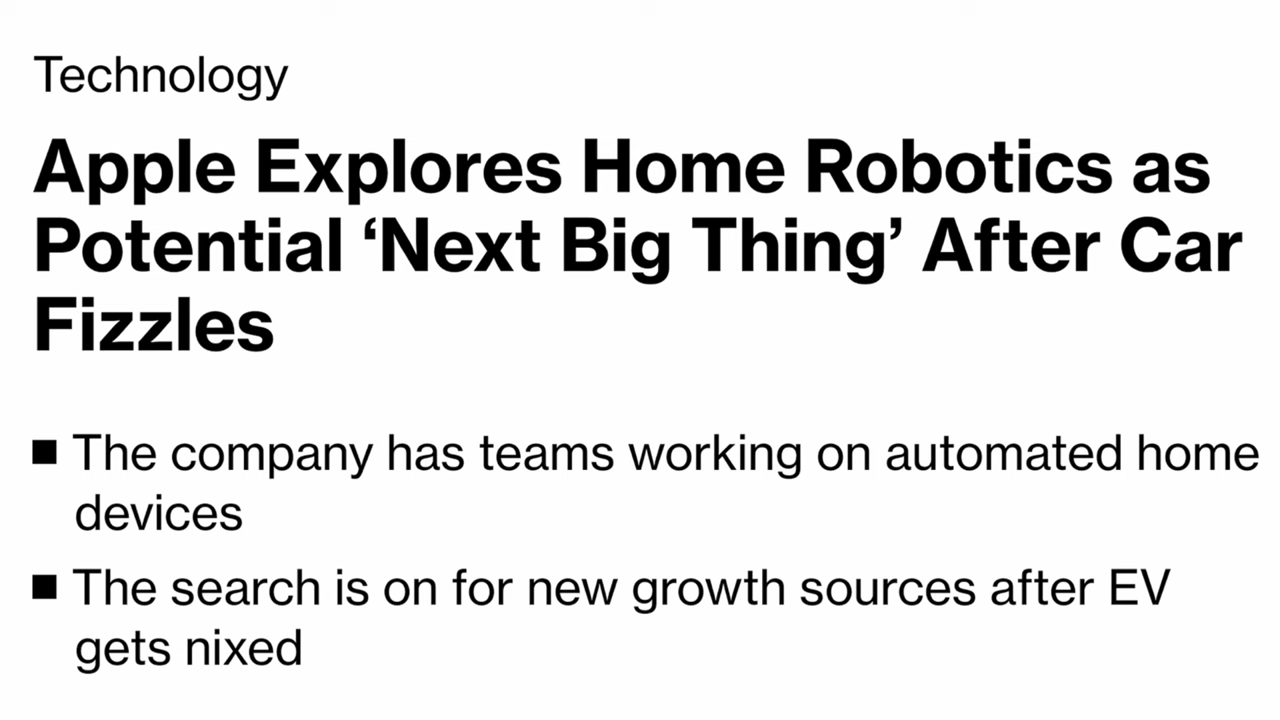 Technology
Apple Explores Home Robotics as
Potential ‘Next Big Thing’ After Car
Fizzles
■ The company has teams working on automated home
devices
■ The search is on for new growth sources after EV
gets nixed